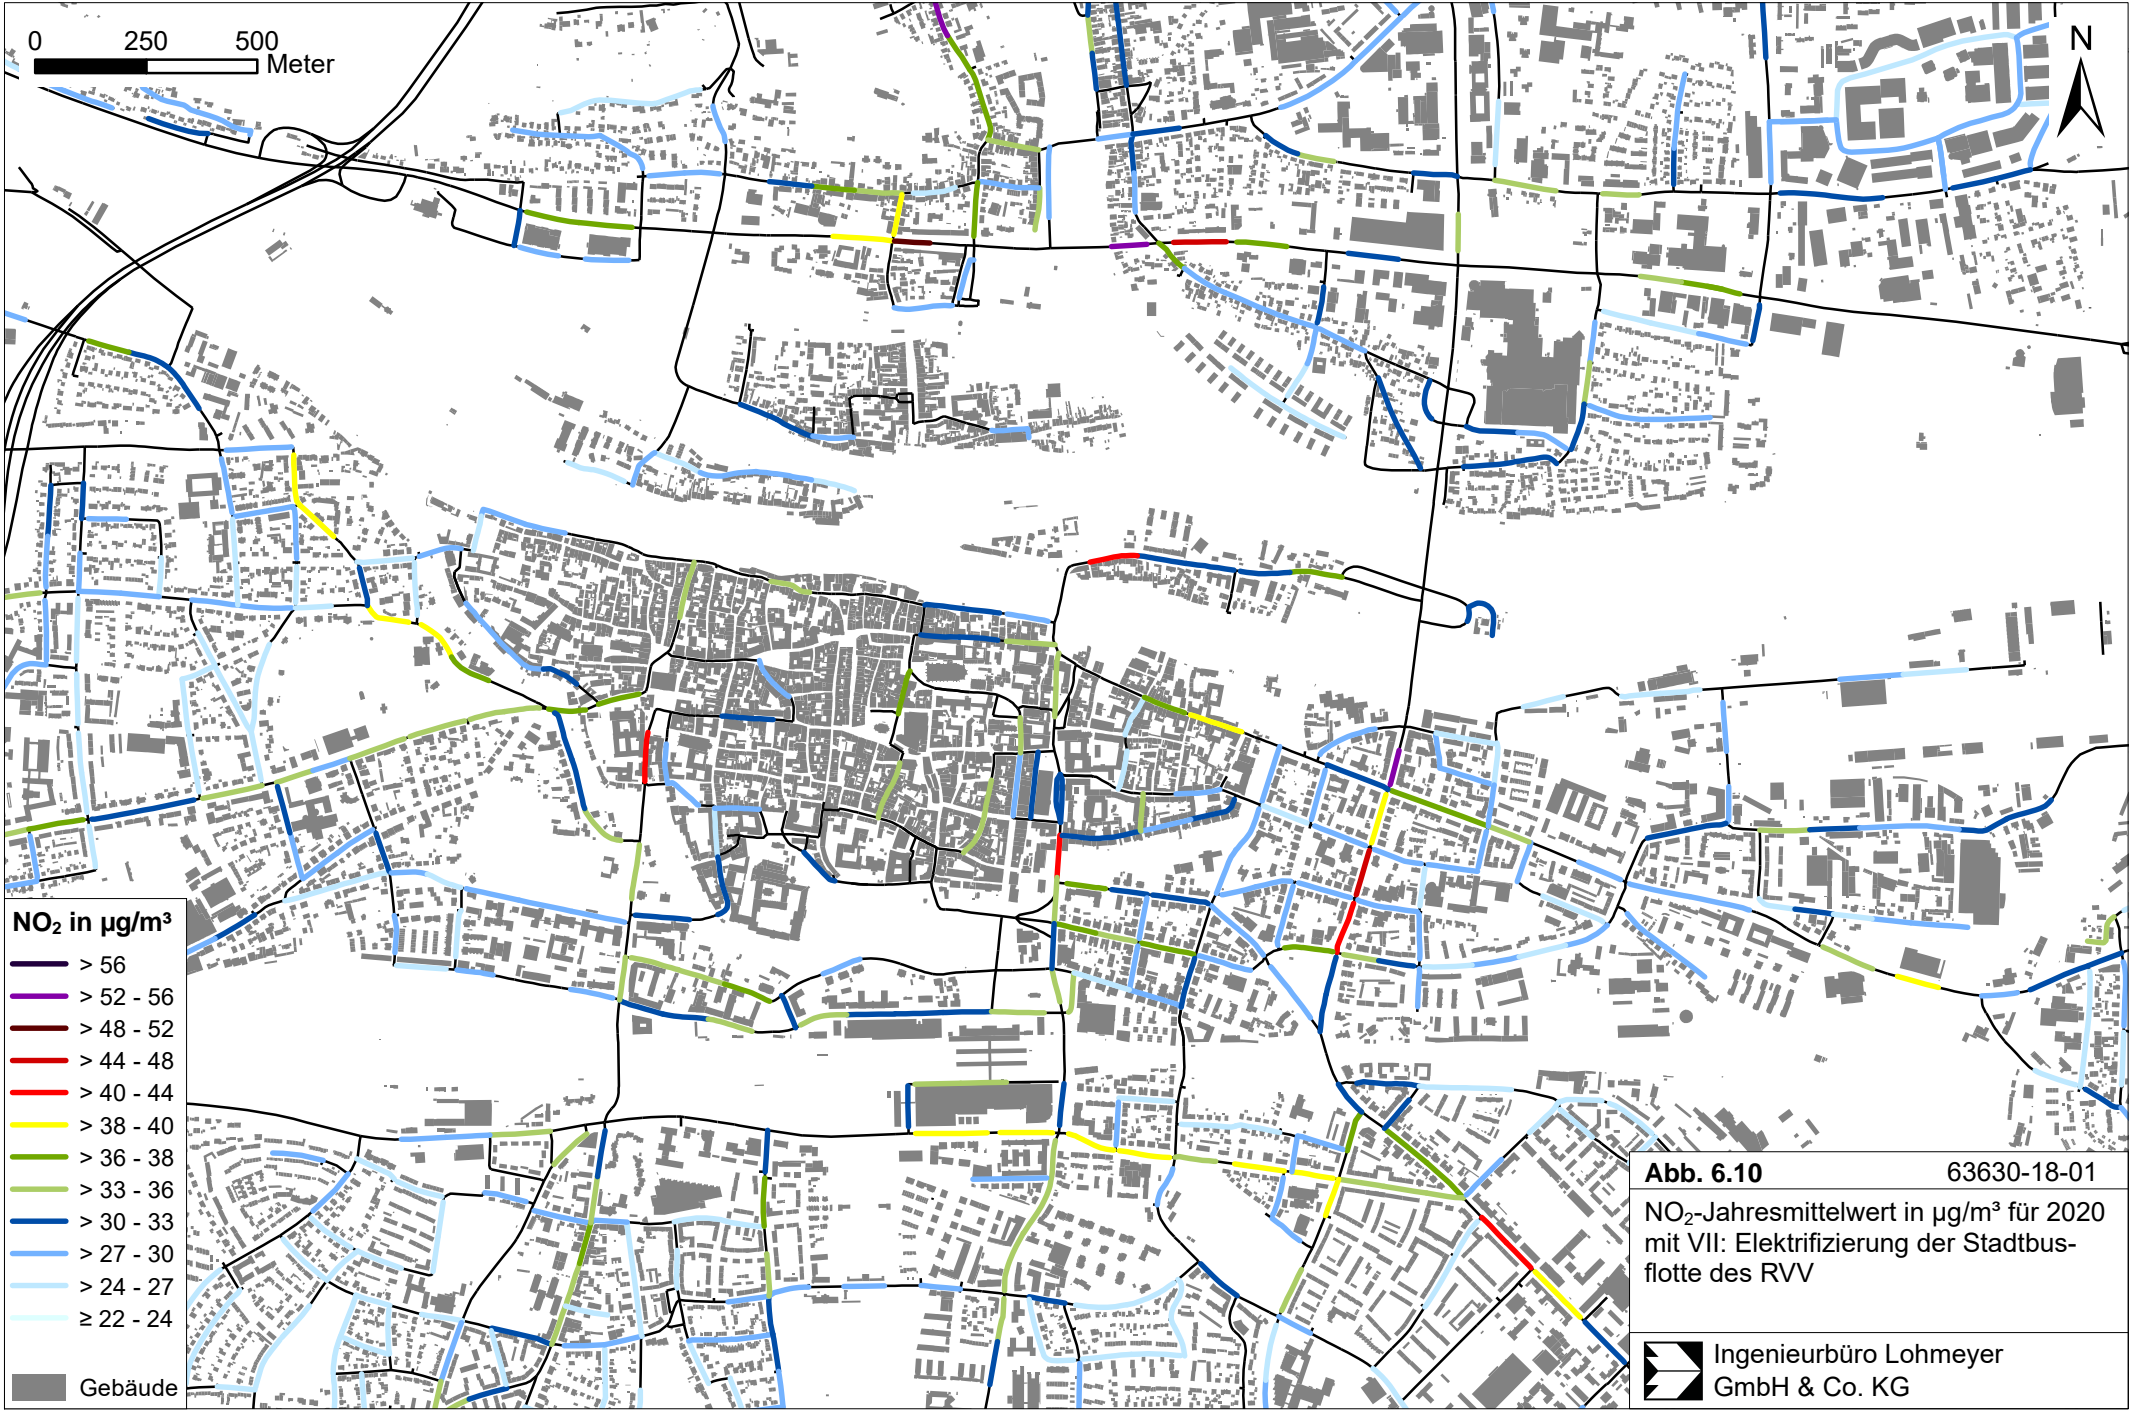 0 250 500
Meter
N
NO₂ in µg/m³
> 56
> 52 - 56
> 48 - 52
> 44 - 48
> 40 - 44
> 38 - 40
> 36 - 38
> 33 - 36
> 30 - 33
> 27 - 30
> 24 - 27
≥ 22 - 24
Gebäude
Abb. 6.10 63630-18-01
NO₂-Jahresmittelwert in µg/m³ für 2020
mit VII: Elektrifizierung der Stadtbus-
flotte des RVV
Ingenieurbüro Lohmeyer
GmbH & Co. KG